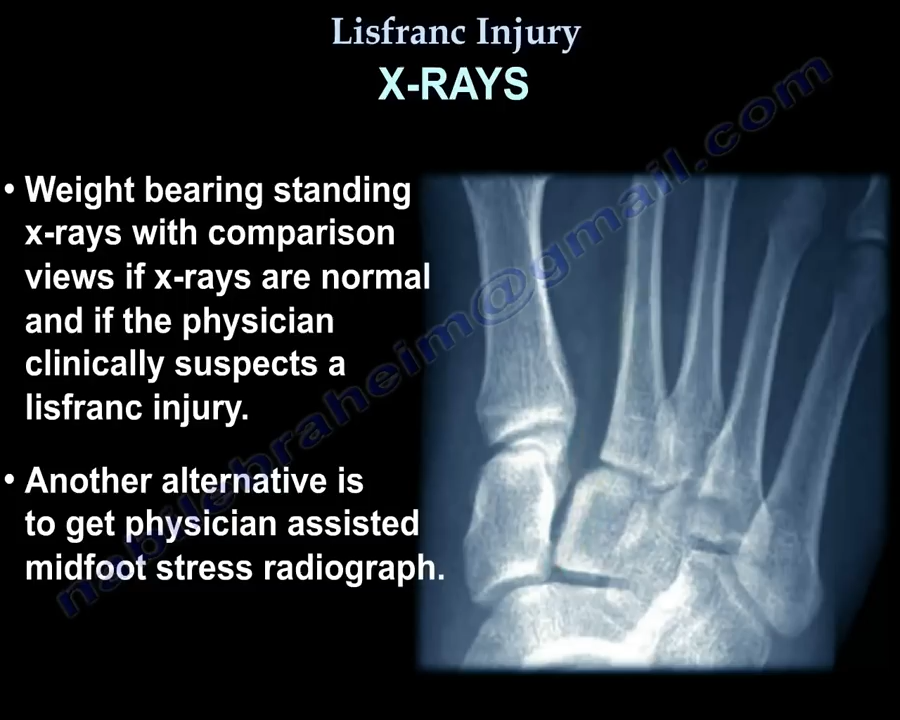 Lisfranc Injury
X-RAYS
• Weight bearing standing
x-rays with comparison
views if x-rays are normal
and if the physician
clinically suspects a
lisfranc injury.
• Another alternative is
to get physician assisted
midfoot stress radiograph.
nabilebraheim@gmail.com